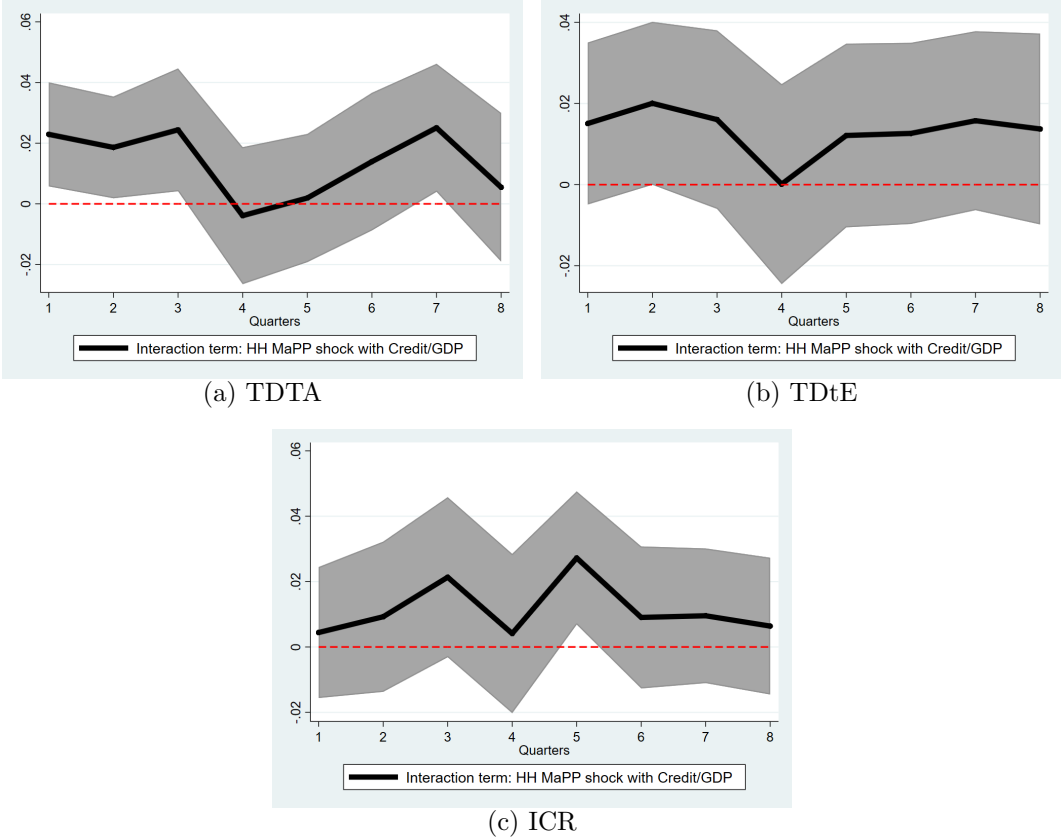 .06
.04
.02
0
-.02
1 2 3 4 5 6 7 8
Quarters
Interaction term: HH MaPP shock with Credit/GDP
(a) TDTA
.04
.02
0
-.02
1 2 3 4 5 6 7 8
Quarters
Interaction term: HH MaPP shock with Credit/GDP
(b) TDtE
.06
.04
.02
0
-.02
1 2 3 4 5 6 7 8
Quarters
Interaction term: HH MaPP shock with Credit/GDP
(c) ICR